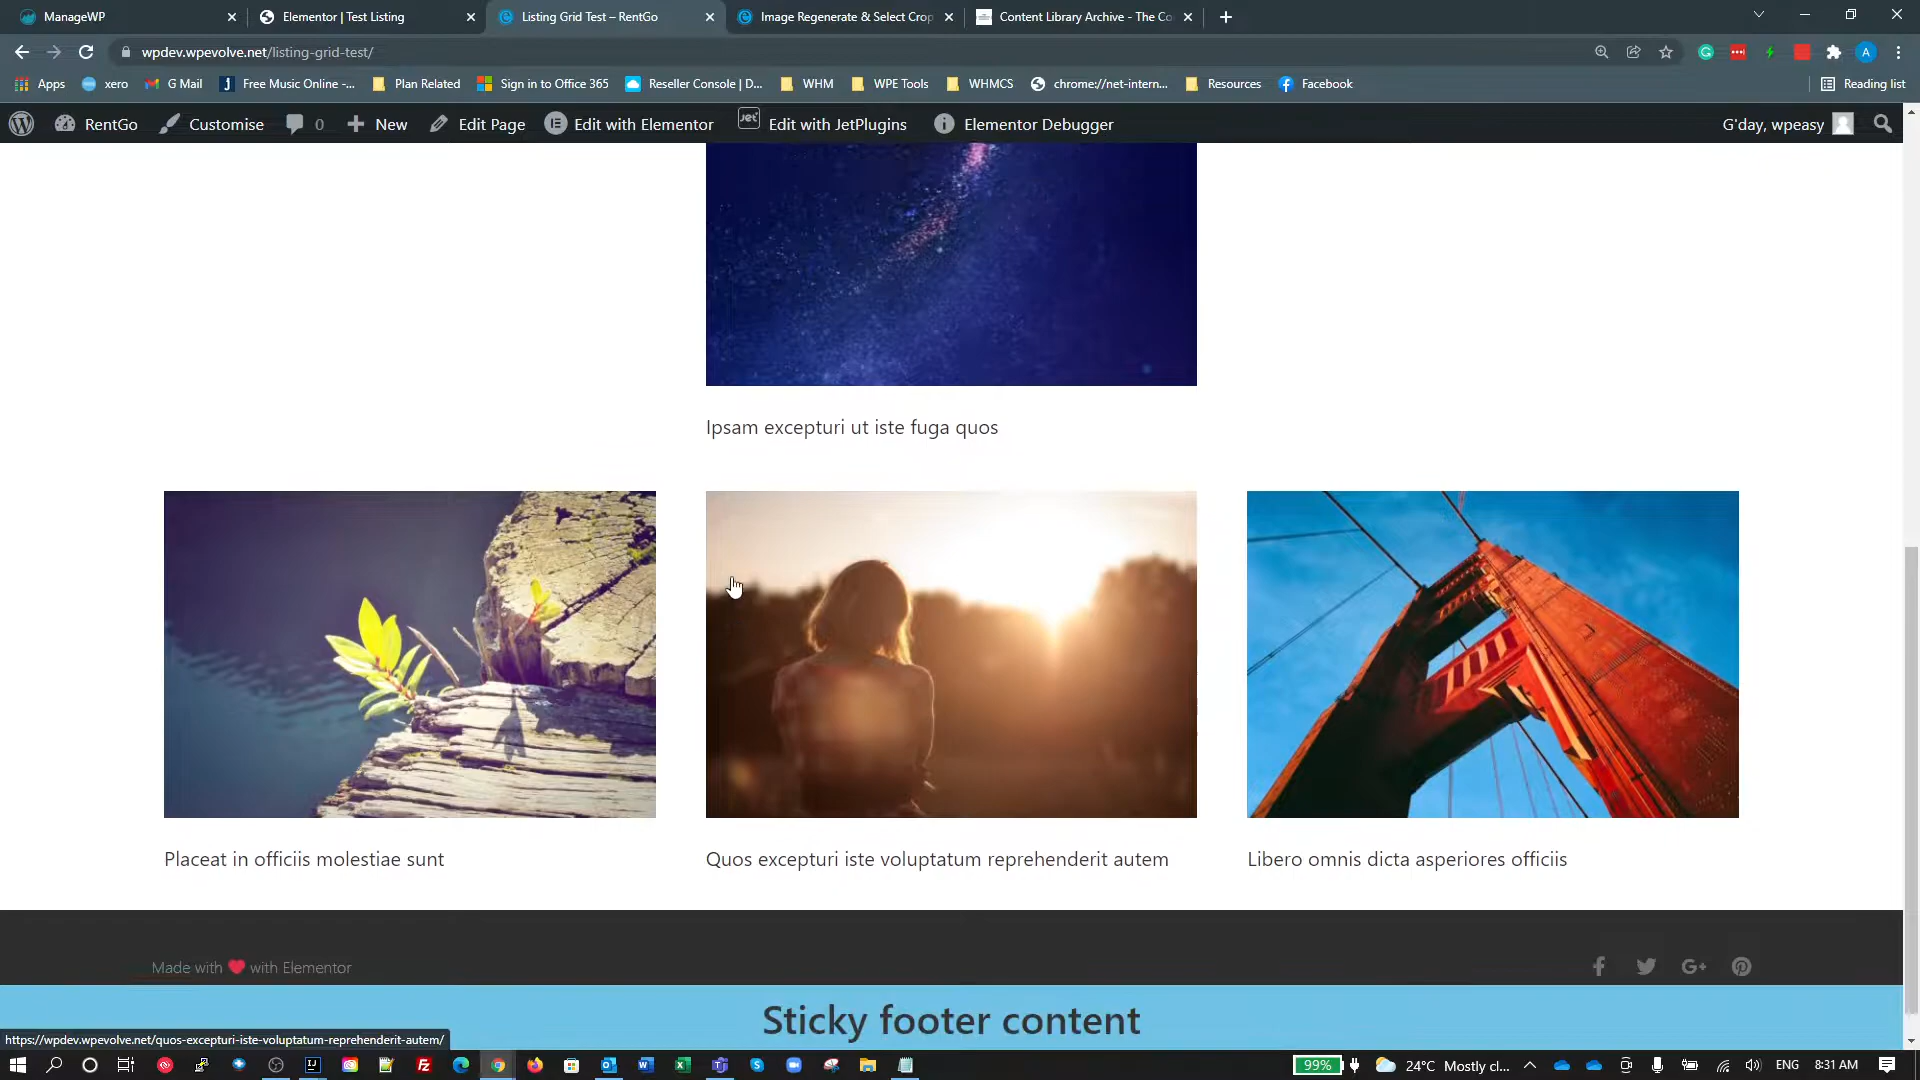 ManageWP
Elementor | Test Listing
Listing Grid Test – RentGo
Image Regenerate & Select Crop
Content Library Archive - The Co
wpdev.wpevolve.net/listing-grid-test/
A
Apps
xero
G Mail
Free Music Online -...
Plan Related
Sign in to Office 365
Reseller Console | D...
WHM
WPE Tools
WHMCS
chrome://net-intern...
Resources
Facebook
Reading list
RentGo
Customise
0
New
Edit Page
Edit with Elementor
Jet
Edit with JetPlugins
Elementor Debugger
G'day, wpeasy
Ipsam excepturi ut iste fuga quos
Placeat in officiis molestiae sunt
Quos excepturi iste voluptatum reprehenderit autem
Libero omnis dicta asperiores officiis
Made with ❤ with Elementor
Sticky footer content
https://wpdev.wpevolve.net/quos-excepturi-iste-voluptatum-reprehenderit-autem/
99%
24°C Mostly cl...
ENG
8:31 AM